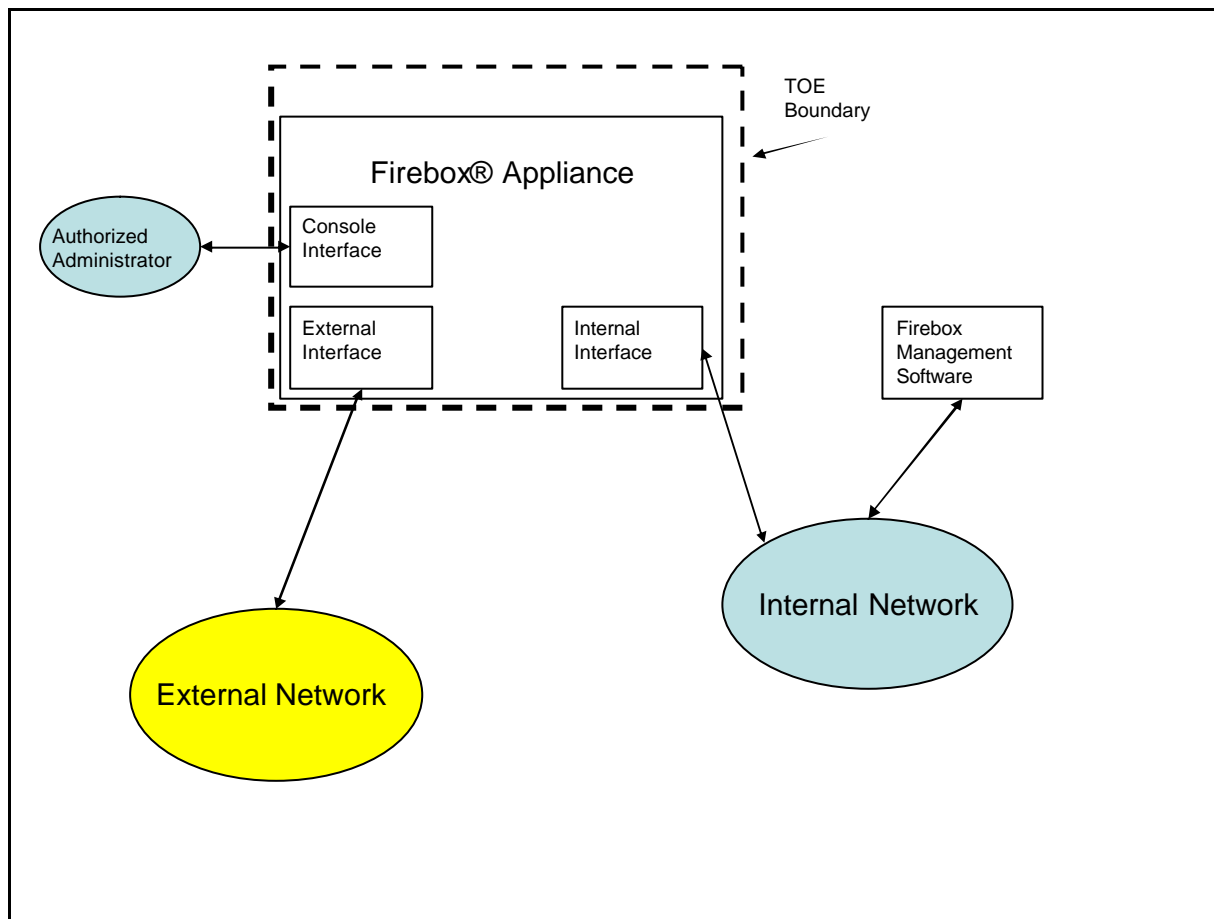 TOE
Boundary
Firebox® Appliance
Console
Interface
Authorized
Administrator
External
Interface
Internal
Interface
Firebox
Management
Software
Internal Network
External Network